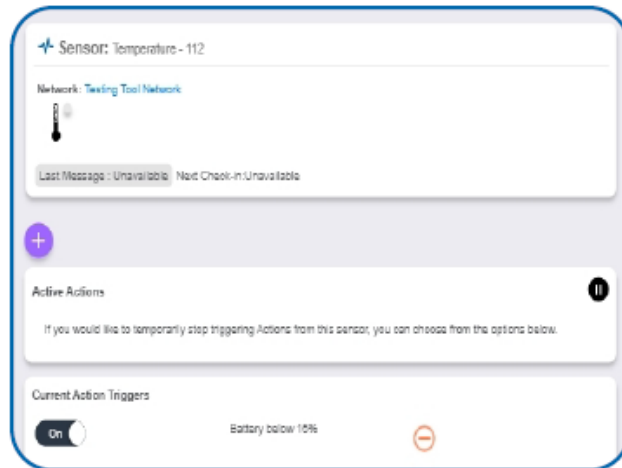 Sensor: Temperature - 112
Network: Testing Tool Network
Last Message : Unavailable Next Check-in:Unavailable
Active Actions
If you would like to temporarily stop triggering Actions from this sensor, you can choose from the options below.
Current Action Triggers
On Battery below 15%